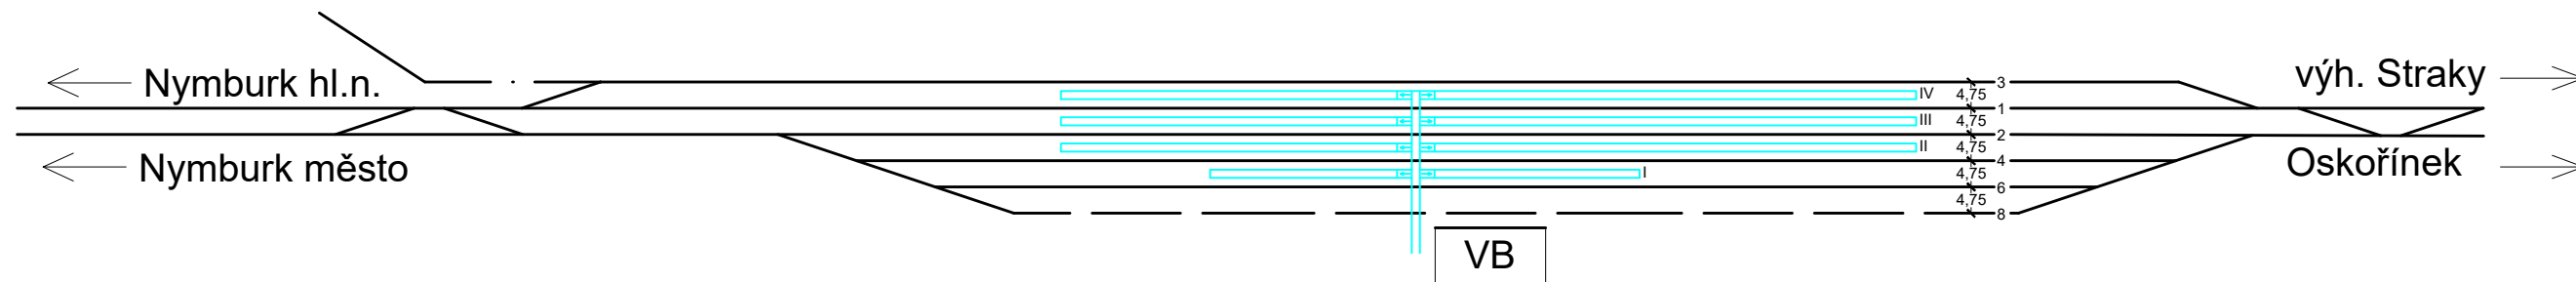 Nymburk hl.n.
výh. Straky
3
IV
4,75
1
III
4,75
2
II
4,75
Nymburk město
Oskořínek
4
I
4,75
6
4,75
8
VB